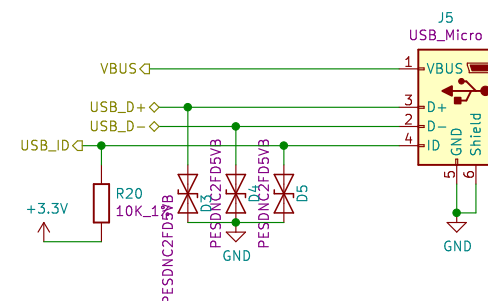 J5
USB_Micro
VBUS
1
VBUS
USB_D+
3
D+
USB_D-
2
D-
USB_ID
4
ID
GND
Shield
5
6
R20
10K_1%
+3.3V
D3
PESDNC2FD5VB
D4
PESDNC2FD5VB
D5
PESDNC2FD5VB
GND
GND